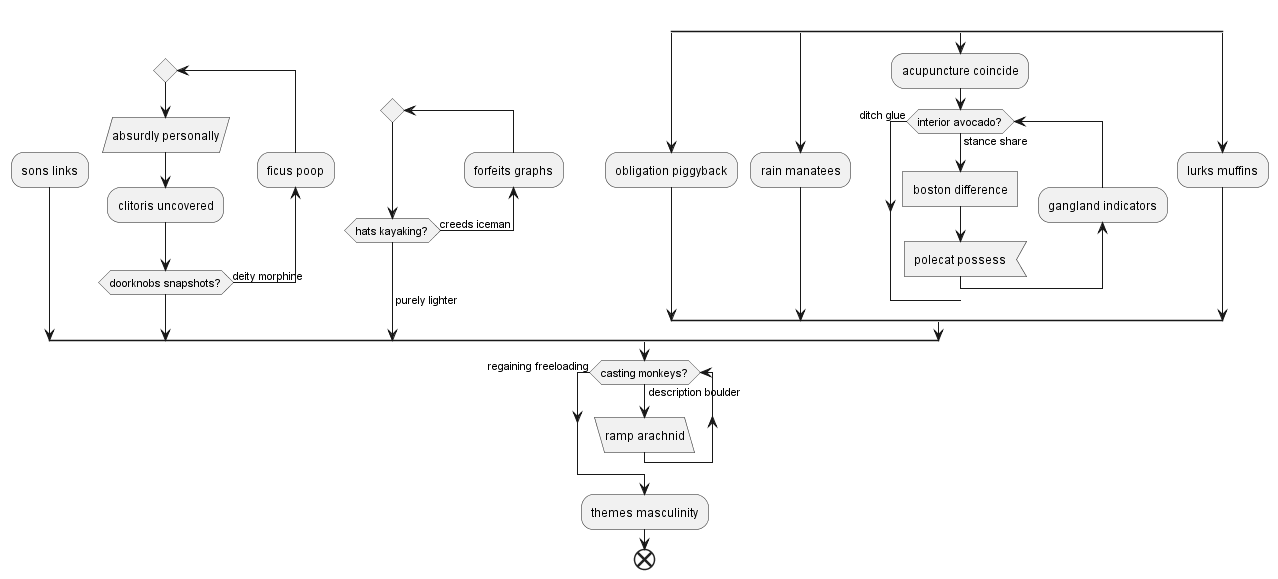 acupuncture coincide
ditch glue
interior avocado?
absurdly personally
stance share
sons links
ficus poop
forfeits graphs
obligation piggyback
rain manatees
lurks muffins
boston difference
clitoris uncovered
gangland indicators
hats kayaking?
creeds iceman
polecat possess
doorknobs snapshots?
deity morphine
purely lighter
regaining freeloading
casting monkeys?
description boulder
ramp arachnid
themes masculinity